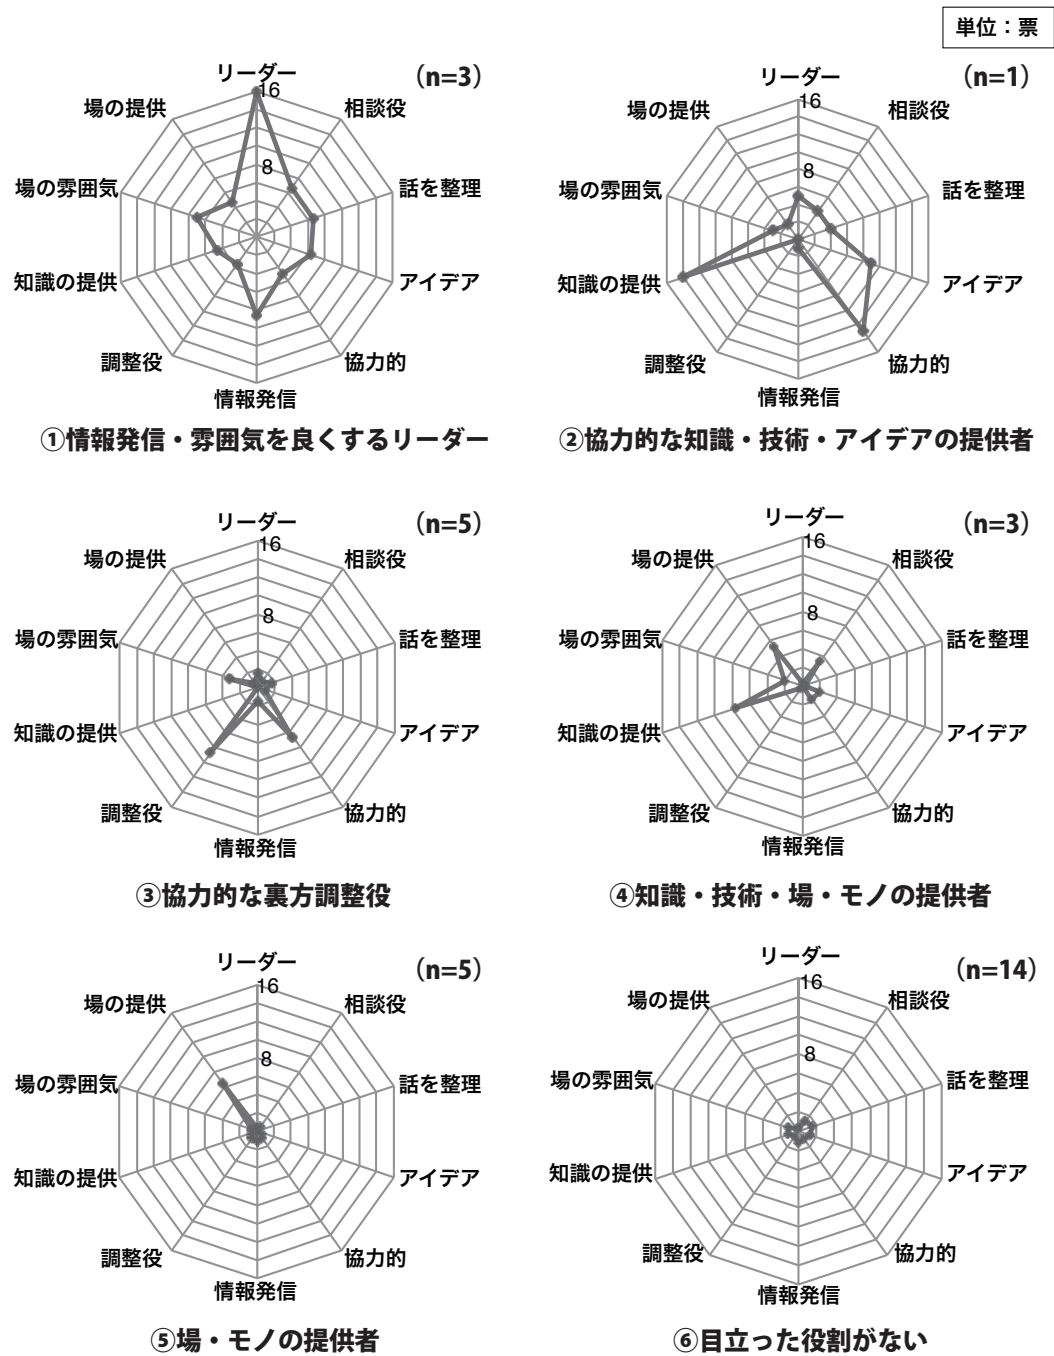 単位：票
(n=3)
リーダー
16
8
相談役
話を整理
アイデア
協力的
情報発信
調整役
知識の提供
場の雰囲気
場の提供
①情報発信・雰囲気を良くするリーダー
(n=1)
リーダー
16
8
相談役
話を整理
アイデア
協力的
情報発信
調整役
知識の提供
場の雰囲気
場の提供
②協力的な知識・技術・アイデアの提供者
(n=5)
リーダー
16
8
相談役
話を整理
アイデア
協力的
情報発信
調整役
知識の提供
場の雰囲気
場の提供
③協力的な裏方調整役
(n=3)
リーダー
16
8
相談役
話を整理
アイデア
協力的
情報発信
調整役
知識の提供
場の雰囲気
場の提供
④知識・技術・場・モノの提供者
(n=5)
リーダー
16
8
相談役
話を整理
アイデア
協力的
情報発信
調整役
知識の提供
場の雰囲気
場の提供
⑤場・モノの提供者
(n=14)
リーダー
16
8
相談役
話を整理
アイデア
協力的
情報発信
調整役
知識の提供
場の雰囲気
場の提供
⑥目立った役割がない